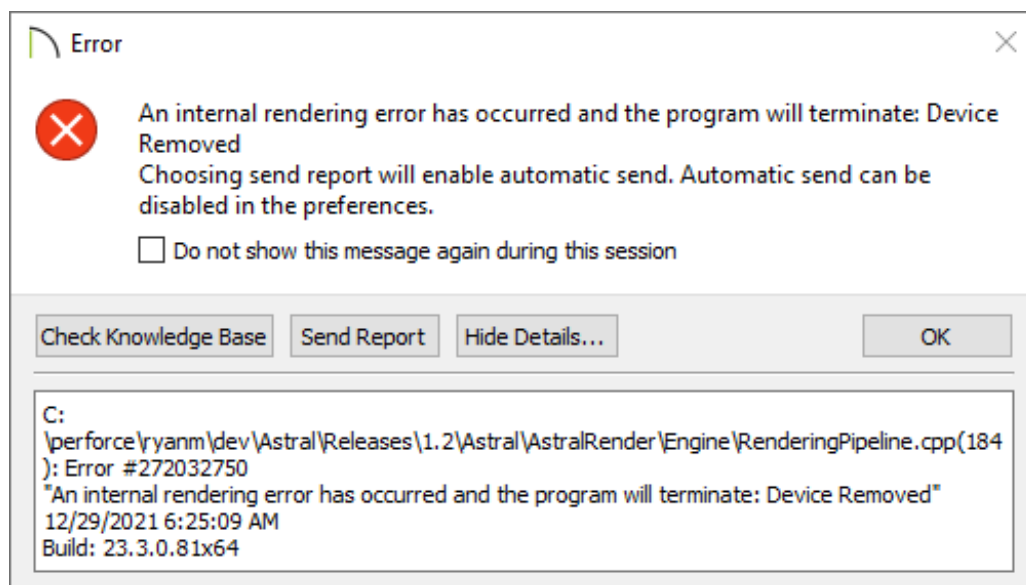 Error
An internal rendering error has occurred and the program will terminate: Device
Removed
Choosing send report will enable automatic send. Automatic send can be
disabled in the preferences.
Do not show this message again during this session
Check Knowledge Base Send Report Hide Details... OK
C:
\perforce\ryanm\dev\Astral\Releases\1.2\Astral\AstralRender\Engine\RenderingPipeline.cpp(184
): Error #272032750
"An internal rendering error has occurred and the program will terminate: Device Removed"
12/29/2021 6:25:09 AM
Build: 23.3.0.81x64